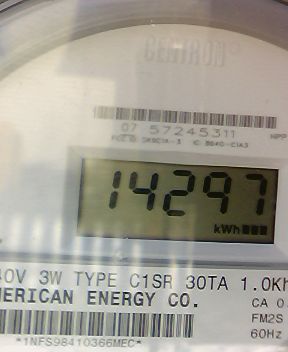 CENTRON®
07 57245311
14297
kWh
40V 3W TYPE C1SR 30TA 1.0Kh
MERICAN ENERGY CO.
CA 0.
FM2S
60Hz
*1NFS98410366MEC*